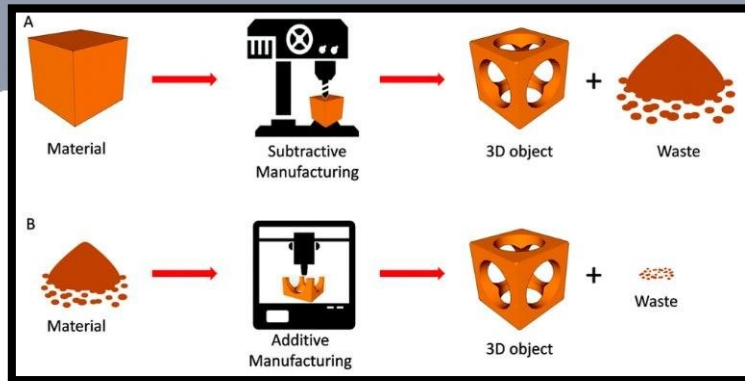 A
Material
Subtractive
Manufacturing
3D object
+
Waste
B
Material
Additive
Manufacturing
3D object
+
Waste